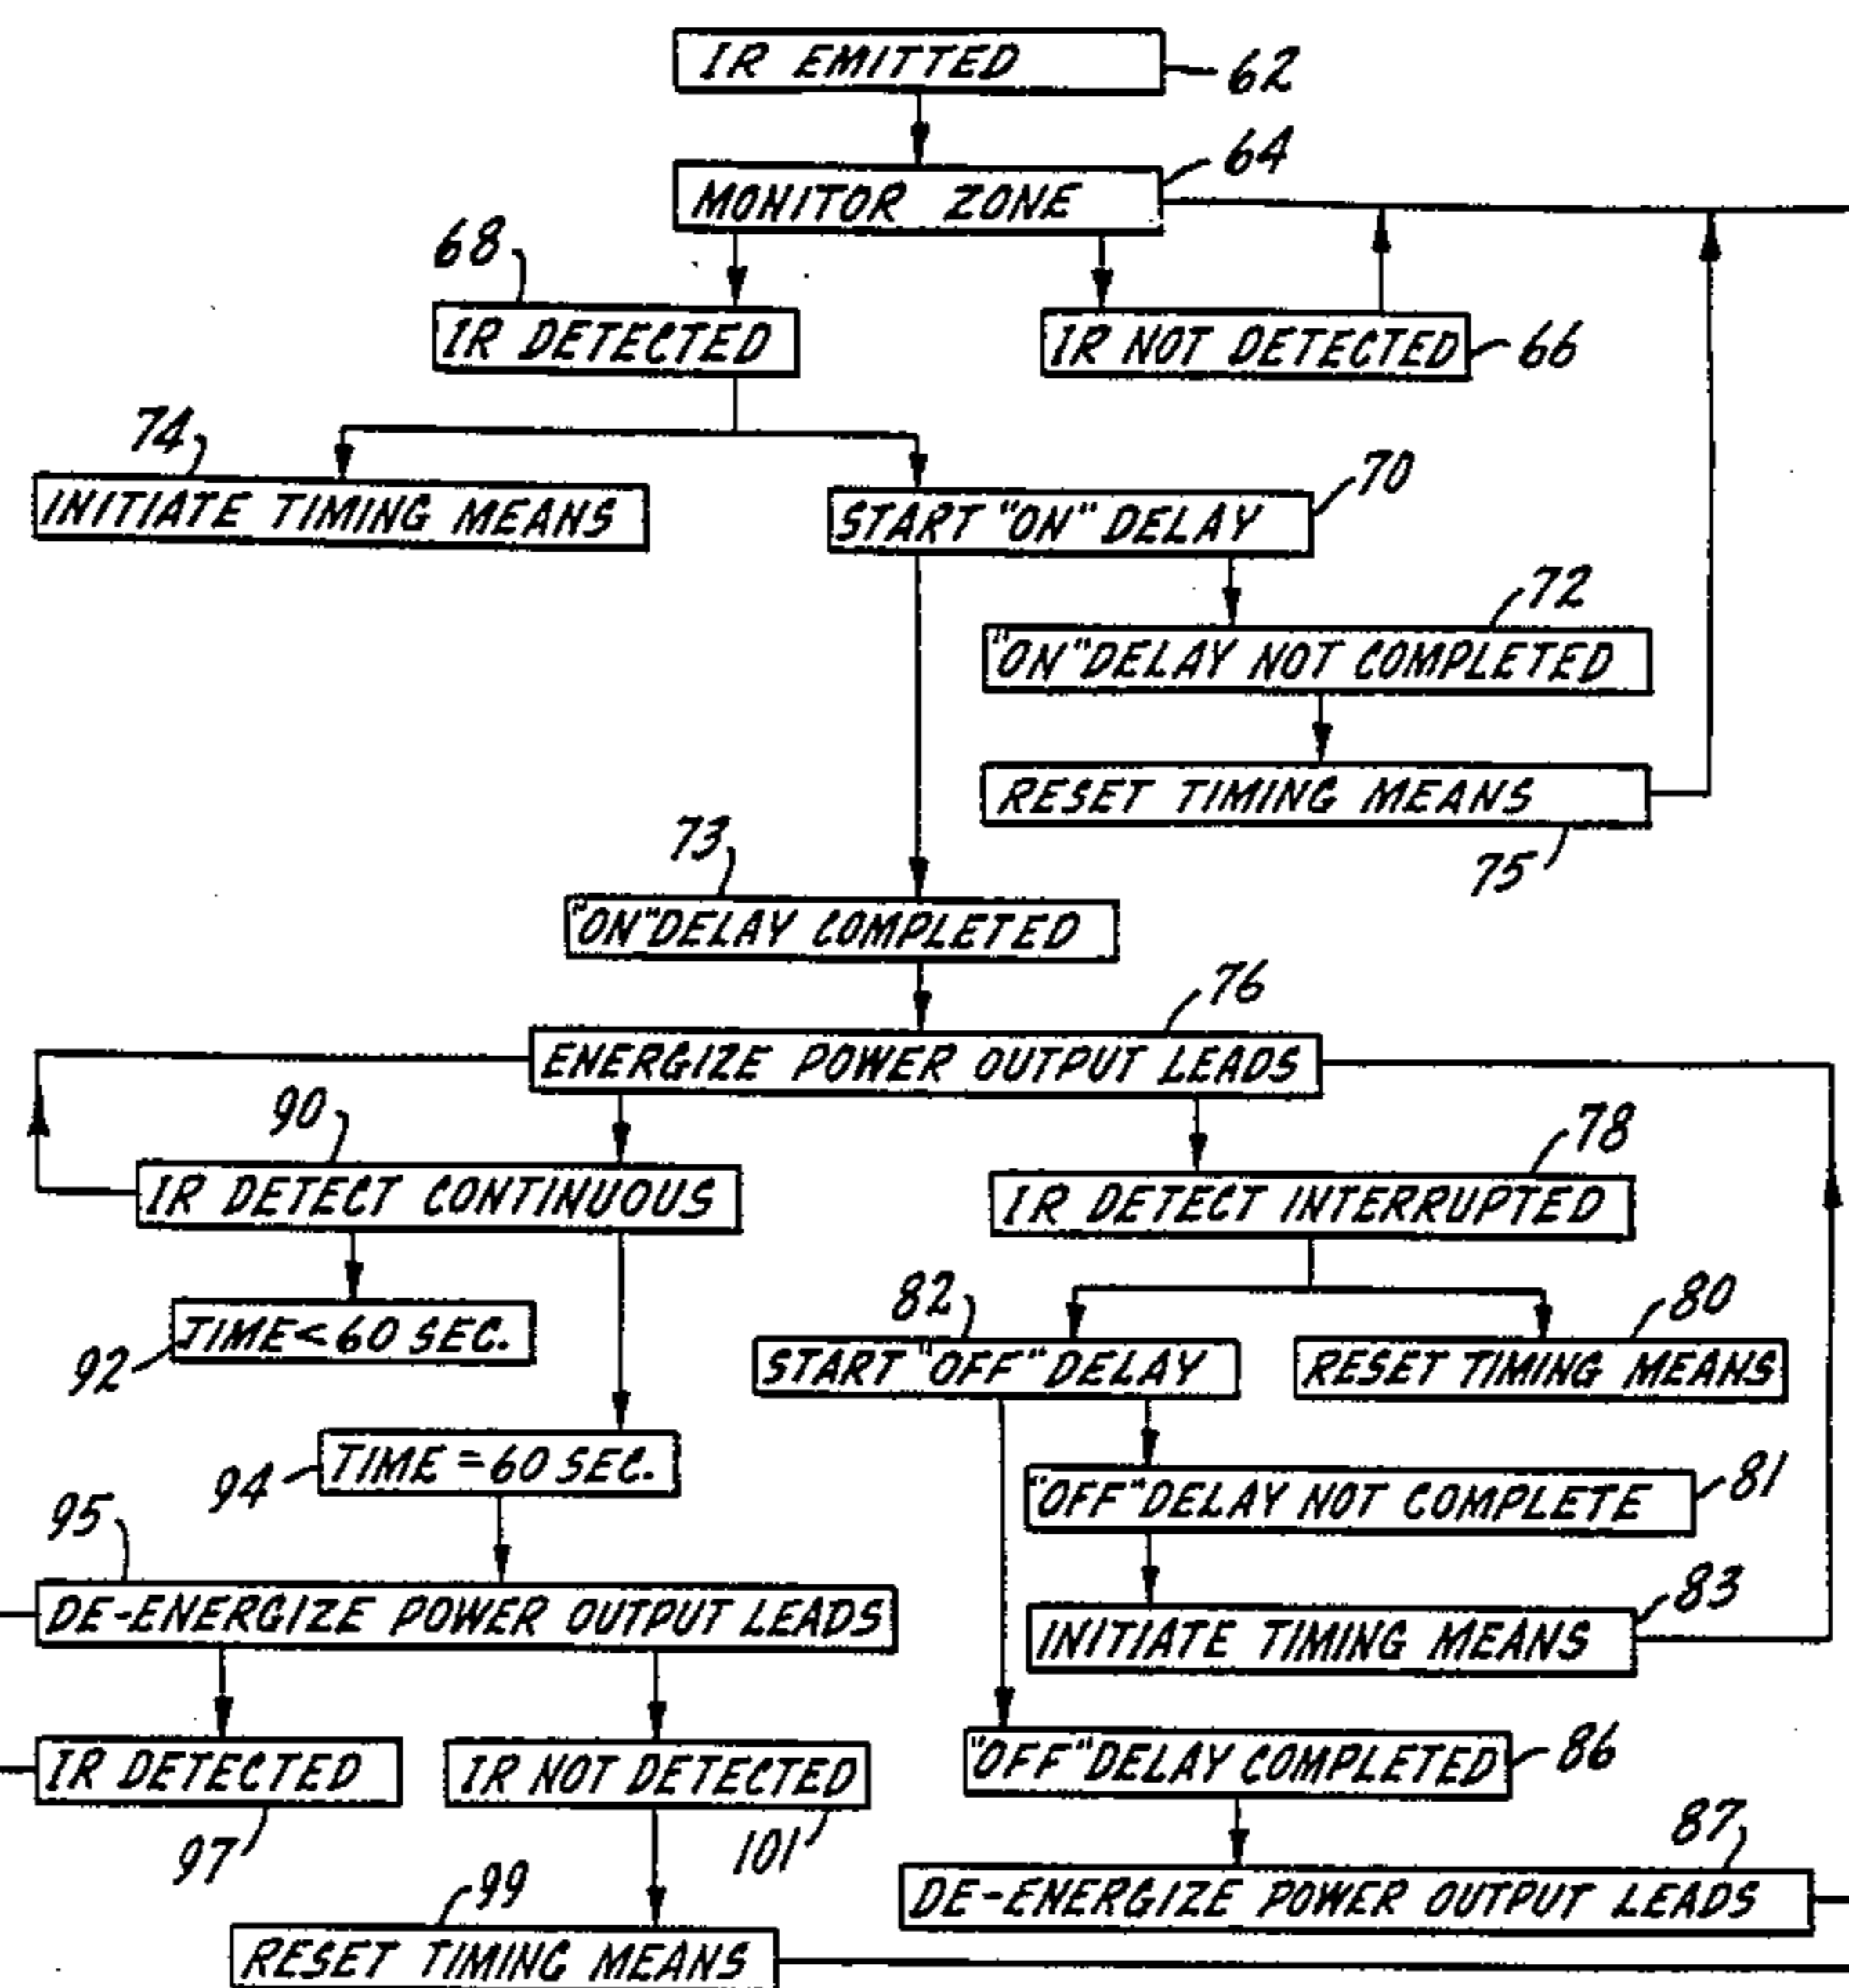 IR EMITTED
62
64
MONITOR ZONE
68
IR DETECTED
IR NOT DETECTED
66
74
INITIATE TIMING MEANS
70
START "ON" DELAY
72
"ON" DELAY NOT COMPLETED
RESET TIMING MEANS
75
73
"ON" DELAY COMPLETED
76
ENERGIZE POWER OUTPUT LEADS
90
IR DETECT CONTINUOUS
78
IR DETECT INTERRUPTED
92
TIME < 60 SEC.
82
START "OFF" DELAY
80
RESET TIMING MEANS
94
TIME = 60 SEC.
"OFF" DELAY NOT COMPLETE
81
95
DE-ENERGIZE POWER OUTPUT LEADS
83
INITIATE TIMING MEANS
IR DETECTED
97
IR NOT DETECTED
101
"OFF" DELAY COMPLETED
86
87
DE-ENERGIZE POWER OUTPUT LEADS
99
RESET TIMING MEANS